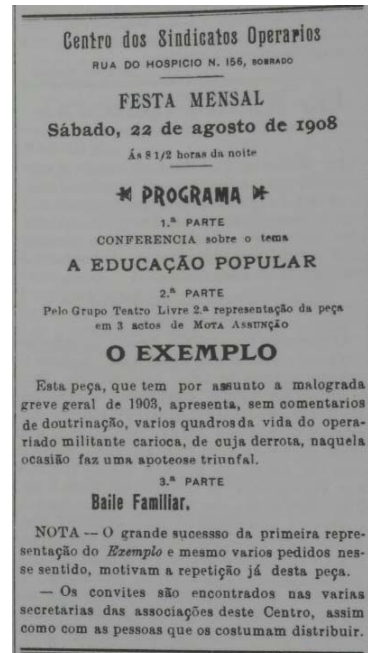 Centro dos Sindicatos Operarios
RUA DO HOSPICIO N. 156, SOBRADO
FESTA MENSAL
Sábado, 22 de agosto de 1908
Ás 8 1/2 horas da noite
PROGRAMA
1.ª PARTE
CONFERENCIA sobre o tema
A EDUCAÇÃO POPULAR
2.ª PARTE
Pelo Grupo Teatro Livre 2.ª representação da peça
em 3 actos de MOTA ASSUNÇÃO
O EXEMPLO
Esta peça, que tem por assunto a malograda
greve geral de 1903, apresenta, sem comentarios
de doutrinação, varios quadros da vida do opera-
riado militante carioca, de cuja derrota, naquela
ocasião faz uma apoteose triunfal.
3.ª PARTE
Baile Familiar.
NOTA — O grande sucessso da primeira repre-
sentação do Exemplo e mesmo varios pedidos nes-
se sentido, motivam a repetição já desta peça.
— Os convites são encontrados nas varias
secretarias das associações deste Centro, assim
como com as pessoas que os costumam distribuir.